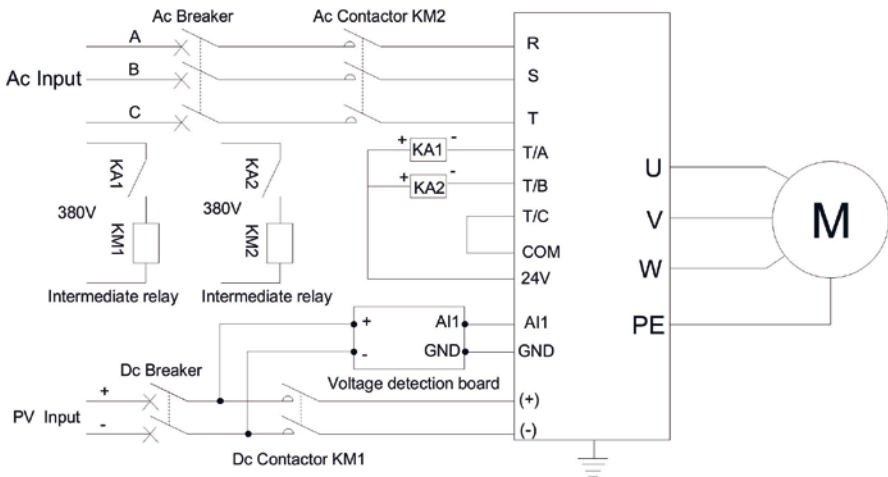 Ac Breaker Ac Contactor KM2
A R
Ac Input B S
C T
+ KA1 - T/A
+ KA2 - T/B
KA1 KA2
380V 380V
KM1 KM2
T/C
COM
24V
Intermediate relay Intermediate relay
U
V
W
PE
M
+ AI1 AI1
- GND GND
Voltage detection board
Dc Breaker
+ (+)
PV Input
- (-)
Dc Contactor KM1